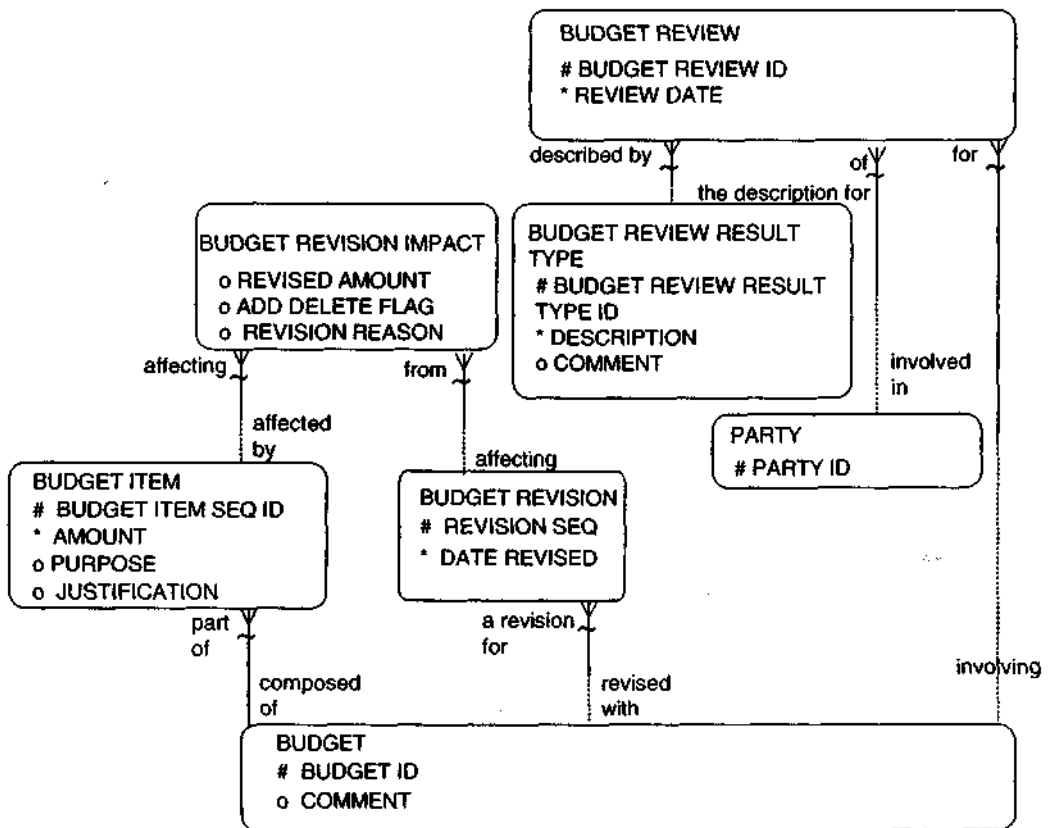 BUDGET REVIEW
# BUDGET REVIEW ID
* REVIEW DATE
described by
of
for
the description for
BUDGET REVISION IMPACT
o REVISED AMOUNT
o ADD DELETE FLAG
o REVISION REASON
BUDGET REVIEW RESULT
TYPE
# BUDGET REVIEW RESULT
TYPE ID
* DESCRIPTION
o COMMENT
affecting
from
involved
in
affected
by
affecting
PARTY
# PARTY ID
BUDGET ITEM
# BUDGET ITEM SEQ ID
* AMOUNT
o PURPOSE
o JUSTIFICATION
BUDGET REVISION
# REVISION SEQ
* DATE REVISED
part
of
a revision
for
composed
of
revised
with
involving
BUDGET
# BUDGET ID
o COMMENT